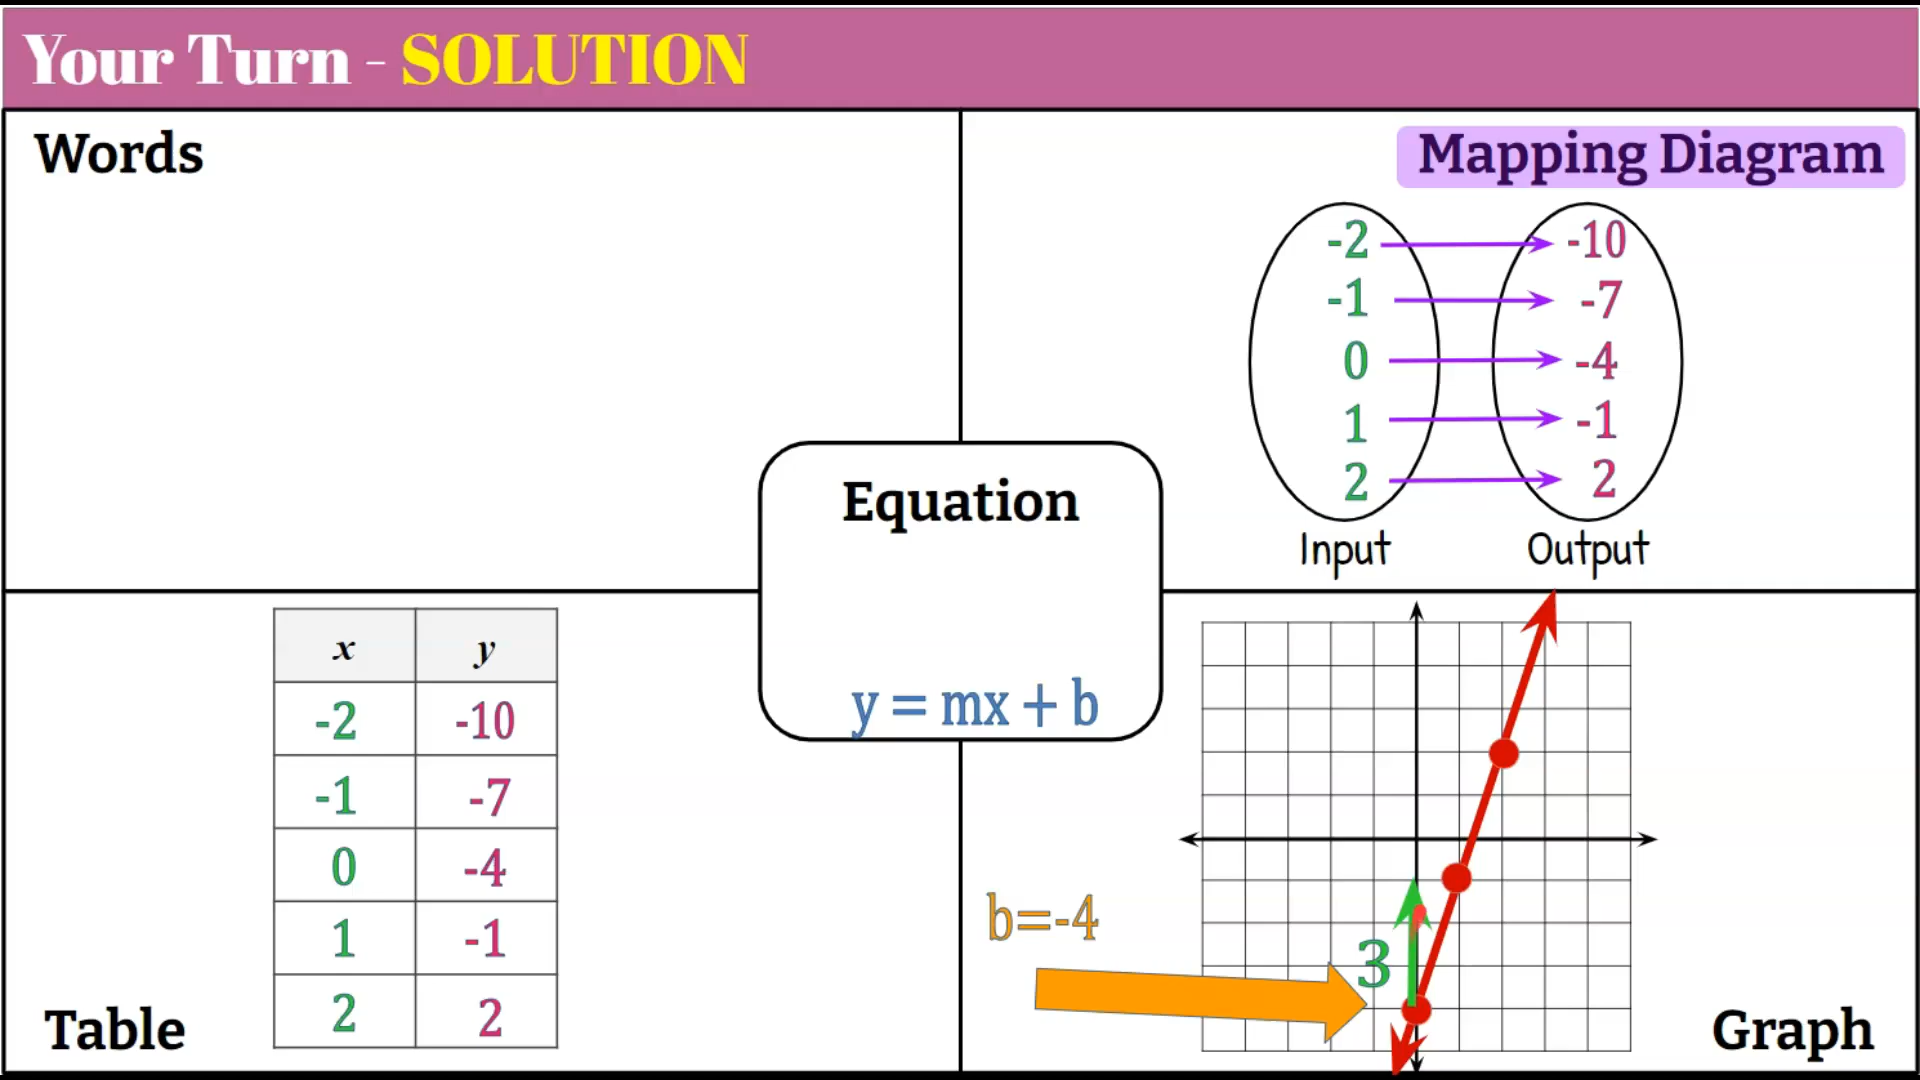 Your Turn - SOLUTION
Words
Mapping Diagram
-2 -10
-1 -7
0 -4
1 -1
2 2
Input Output
Equation
y = mx + b
x y
-2 -10
-1 -7
0 -4
1 -1
2 2
Table
b=-4
3
Graph